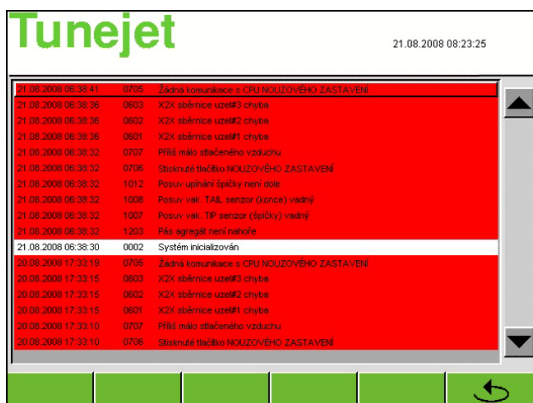 Tunejet
21.08.2008 08:23:25
21.08.2008 06:38:41 0705 Žádná komunikace s CPU NOUZOVÉHO ZASTAVENÍ
21.08.2008 06:38:36 0603 X2X sběrnice uzel#3 chyba
21.08.2008 06:38:36 0602 X2X sběrnice uzel#2 chyba
21.08.2008 06:38:36 0601 X2X sběrnice uzel#1 chyba
21.08.2008 06:38:32 0707 Příliš málo stlačeného vzduchu
21.08.2008 06:38:32 0706 Stisknuté tlačítko NOUZOVÉHO ZASTAVENÍ
21.08.2008 06:38:32 1012 Posuv upínání špičky není dole
21.08.2008 06:38:32 1008 Posuv vak. TAIL senzor (konce) vadný
21.08.2008 06:38:32 1007 Posuv vak. TIP senzor (špičky) vadný
21.08.2008 06:38:32 1203 Pás agregát není nahoře
21.08.2008 06:38:30 0002 Systém inicializován
20.08.2008 17:33:19 0705 Žádná komunikace s CPU NOUZOVÉHO ZASTAVENÍ
20.08.2008 17:33:15 0603 X2X sběrnice uzel#3 chyba
20.08.2008 17:33:15 0602 X2X sběrnice uzel#2 chyba
20.08.2008 17:33:15 0601 X2X sběrnice uzel#1 chyba
20.08.2008 17:33:10 0707 Příliš málo stlačeného vzduchu
20.08.2008 17:33:10 0706 Stisknuté tlačítko NOUZOVÉHO ZASTAVENÍ